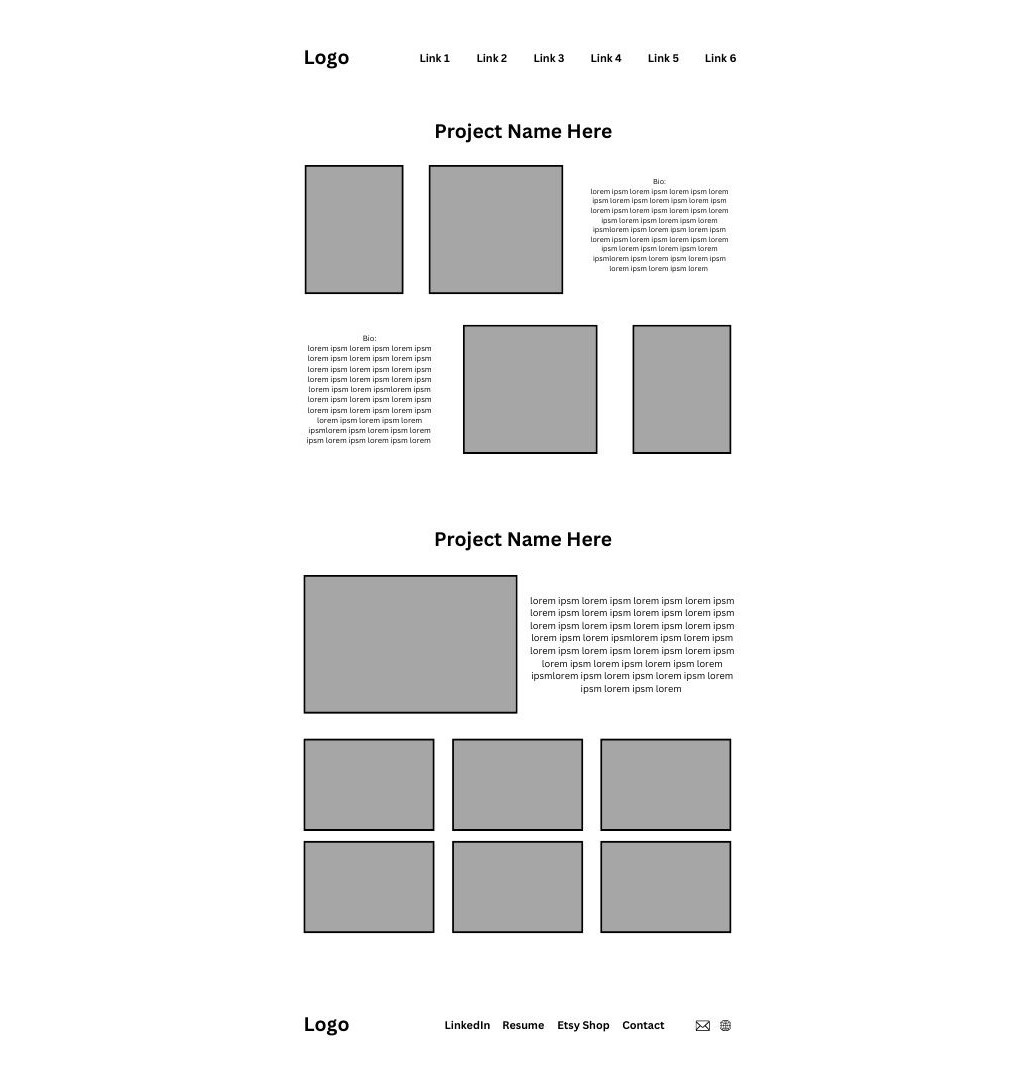 Logo
Link 1 Link 2 Link 3 Link 4 Link 5 Link 6
Project Name Here
Bio:
lorem ipsm lorem ipsm lorem ipsm lorem
ipsm lorem ipsm lorem ipsm lorem ipsm
lorem ipsm lorem ipsm lorem ipsm lorem
ipsm lorem ipsm lorem ipsm lorem
ipsmlorem ipsm lorem ipsm lorem ipsm
lorem ipsm lorem ipsm lorem ipsm lorem
ipsm lorem ipsm lorem ipsm lorem
ipsmlorem ipsm lorem ipsm lorem ipsm
lorem ipsm lorem ipsm lorem
Bio:
lorem ipsm lorem ipsm lorem ipsm
lorem ipsm lorem ipsm lorem ipsm
lorem ipsm lorem ipsm lorem ipsm
lorem ipsm lorem ipsm lorem ipsm
lorem ipsm lorem ipsmlorem ipsm
lorem ipsm lorem ipsm lorem ipsm
lorem ipsm lorem ipsm lorem ipsm
lorem ipsm lorem ipsm lorem
ipsmlorem ipsm lorem ipsm lorem
ipsm lorem ipsm lorem ipsm lorem
Project Name Here
lorem ipsm lorem ipsm lorem ipsm lorem ipsm
lorem ipsm lorem ipsm lorem ipsm lorem ipsm
lorem ipsm lorem ipsm lorem ipsm lorem ipsm
lorem ipsm lorem ipsmlorem ipsm lorem ipsm
lorem ipsm lorem ipsm lorem ipsm lorem ipsm
lorem ipsm lorem ipsm lorem ipsm lorem
ipsmlorem ipsm lorem ipsm lorem ipsm lorem
ipsm lorem ipsm lorem
Logo
LinkedIn Resume Etsy Shop Contact